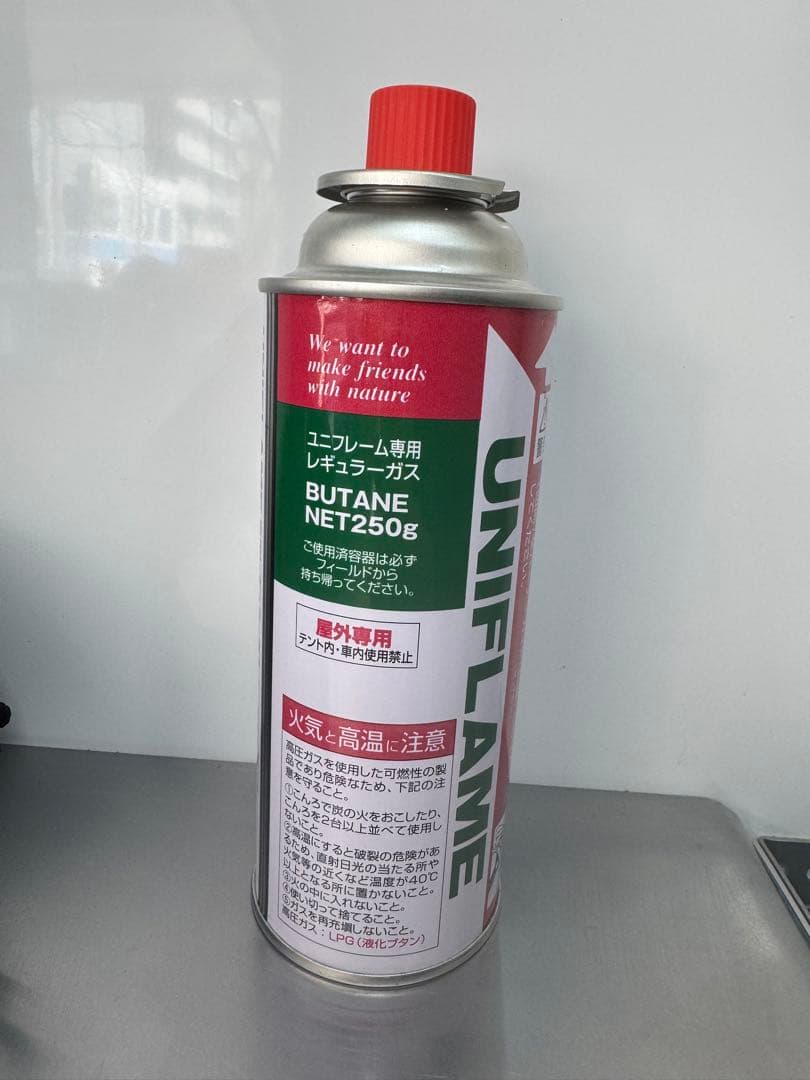 We want to
make friends
with nature
ユニフレーム専用
レギュラーガス
BUTANE
NET250g
ご使用済容器は必ず
フィールドから
持ち帰ってください。
屋外専用
テント内・車内使用禁止
UNIFLAME
火気と高温に注意
高圧ガスを使用した可燃性の製
品であり危険なため、下記の注
意を守ること。
①こんろで炭の火をおこしたり、
こんろを2台以上並べて使用し
ないこと。
②高温にすると破裂の危険があ
るため、直射日光の当たる所や
火気等の近くなど温度が40℃
以上となる所に置かないこと。
③火の中に入れないこと。
④使い切って捨てること。
⑤ガスを再充填しないこと。
高圧ガス：LPG（液化ブタン）